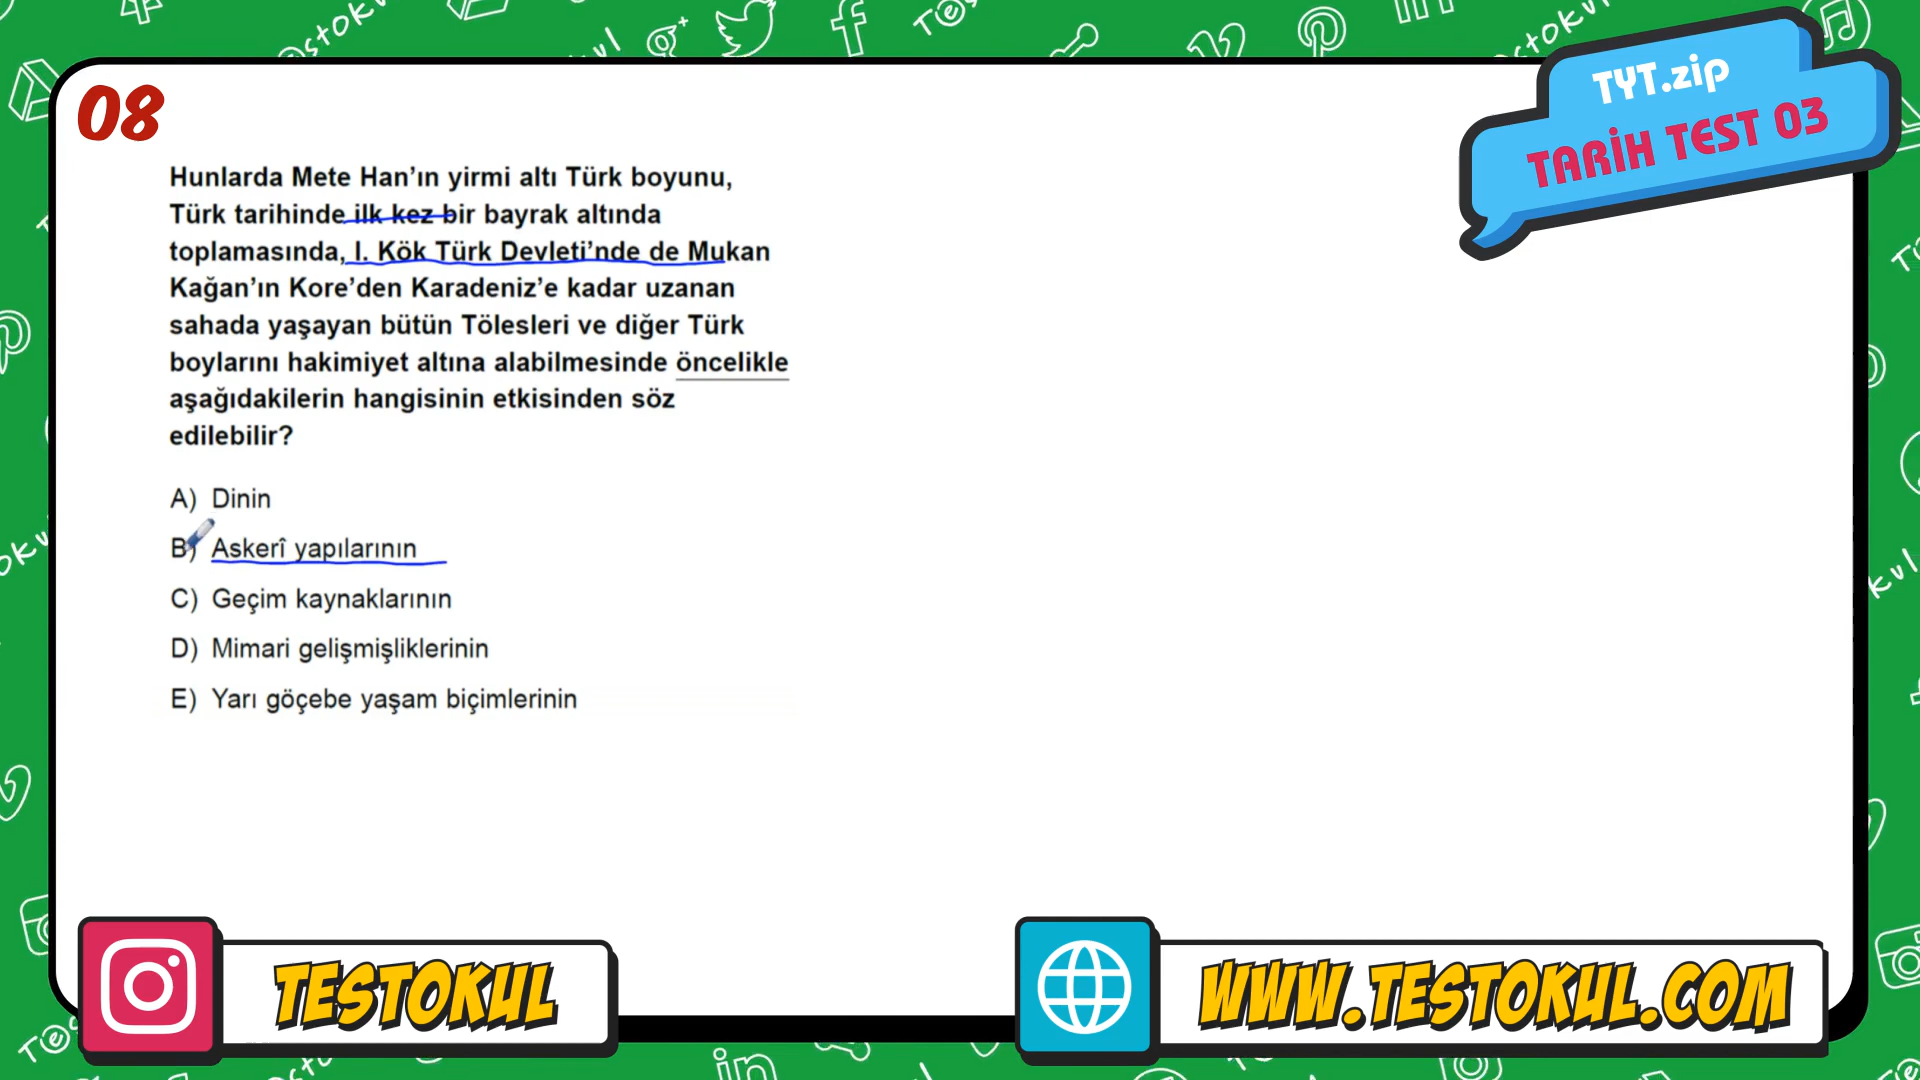 08
TYT.zip
TARİH TEST 03
Hunlarda Mete Han’ın yirmi altı Türk boyunu,
Türk tarihinde ilk kez bir bayrak altında
toplamasında, I. Kök Türk Devleti’nde de Mukan
Kağan’ın Kore’den Karadeniz’e kadar uzanan
sahada yaşayan bütün Tölesleri ve diğer Türk
boylarını hakimiyet altına alabilmesinde öncelikle
aşağıdakilerin hangisinin etkisinden söz
edilebilir?
A) Dinin
B) Askerî yapılarının
C) Geçim kaynaklarının
D) Mimari gelişmişliklerinin
E) Yarı göçebe yaşam biçimlerinin
TESTOKUL
WWW.TESTOKUL.COM